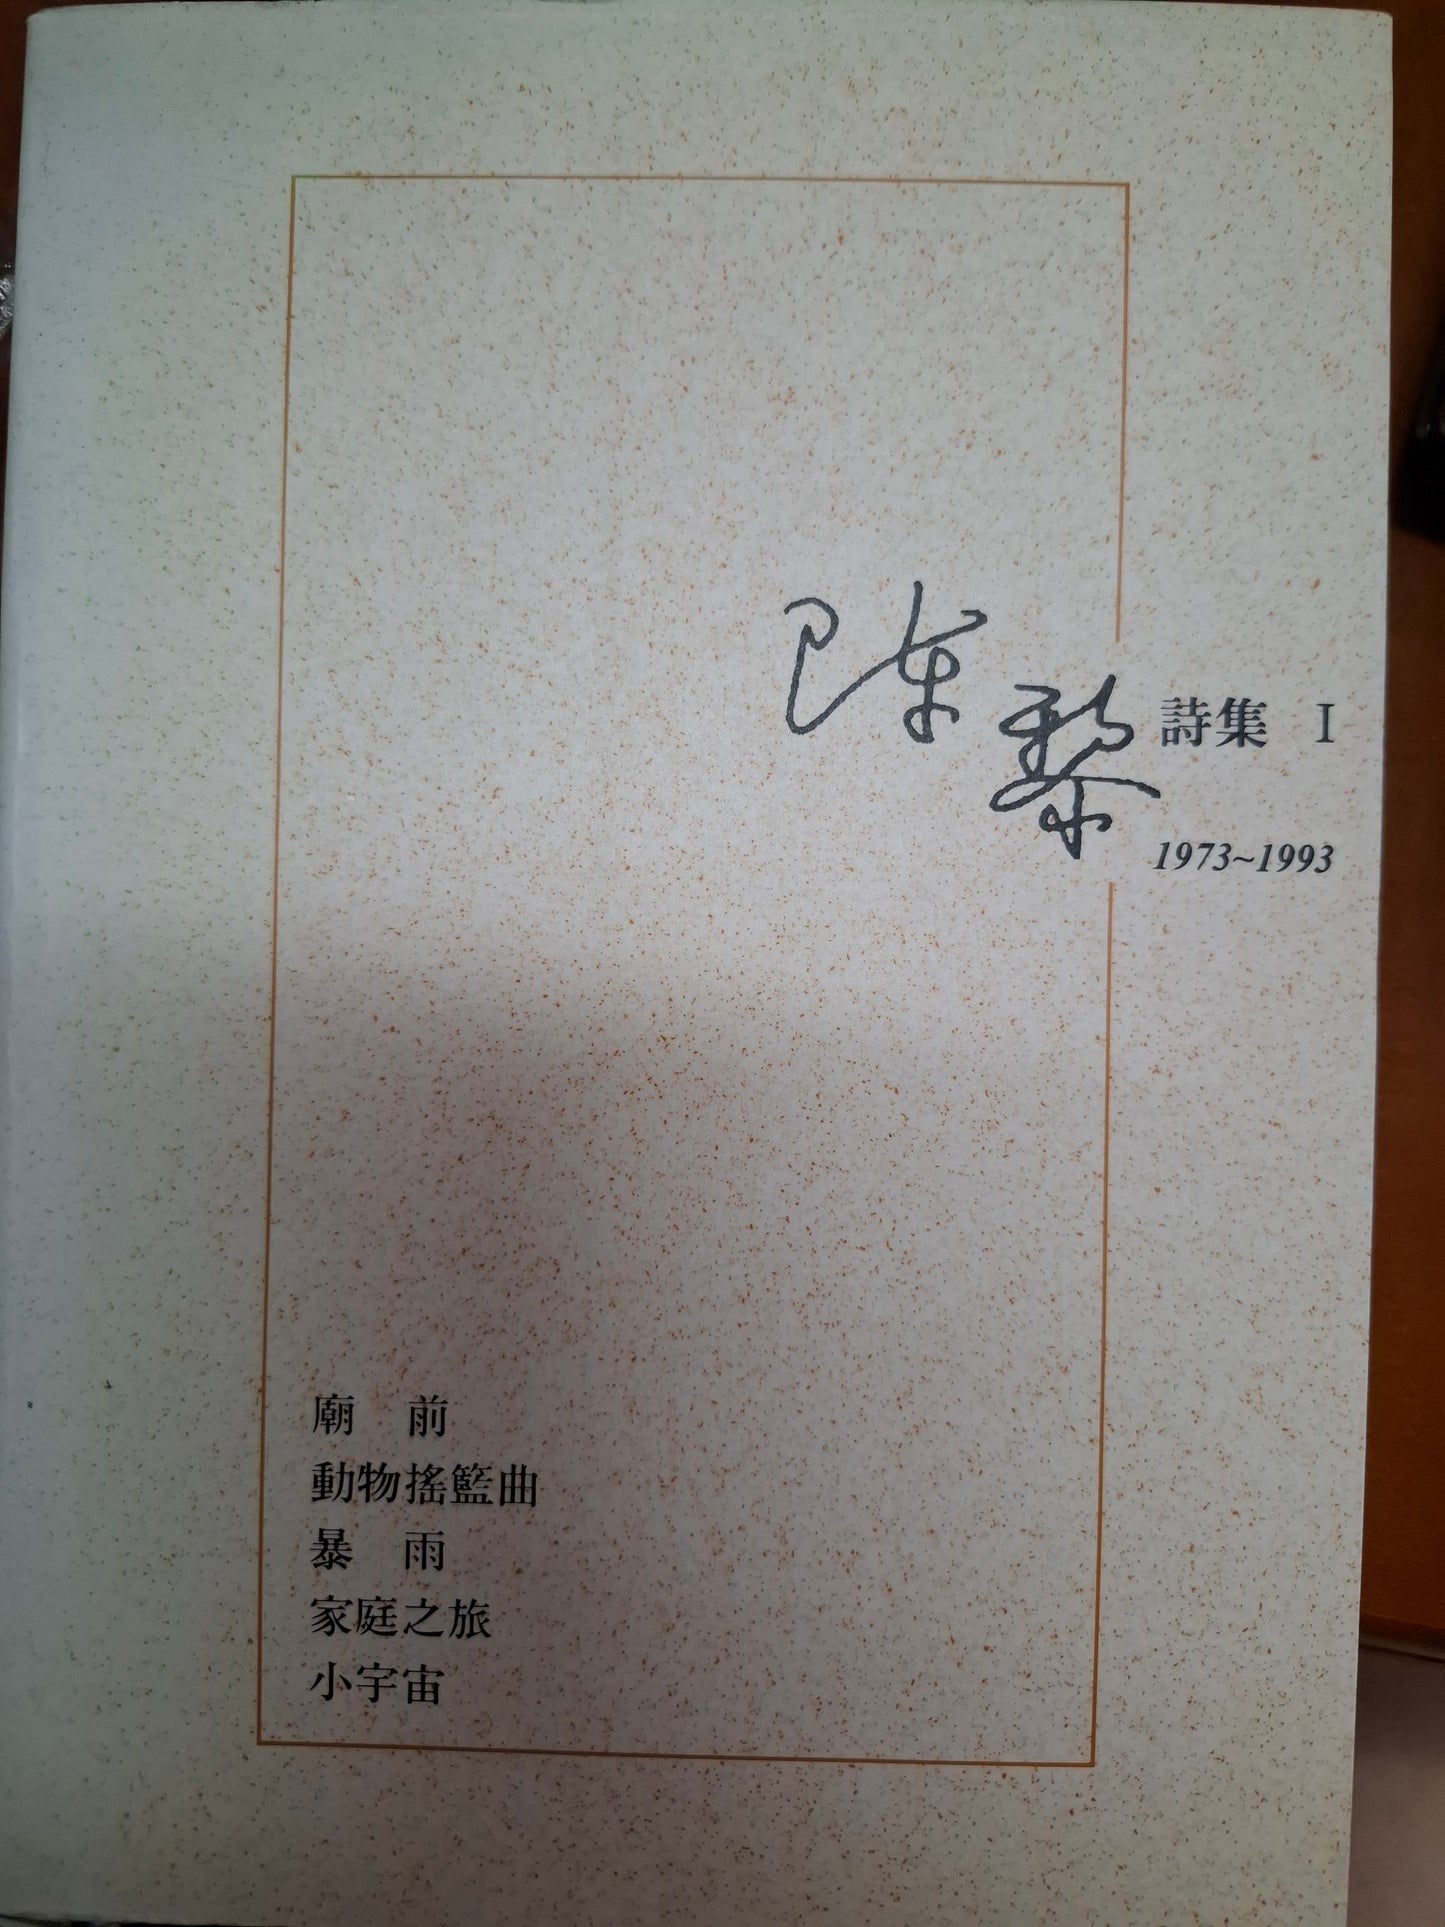 陳黎 詩集 I
1973~1993
廟 前
動物搖籃曲
暴 雨
家庭之旅
小宇宙